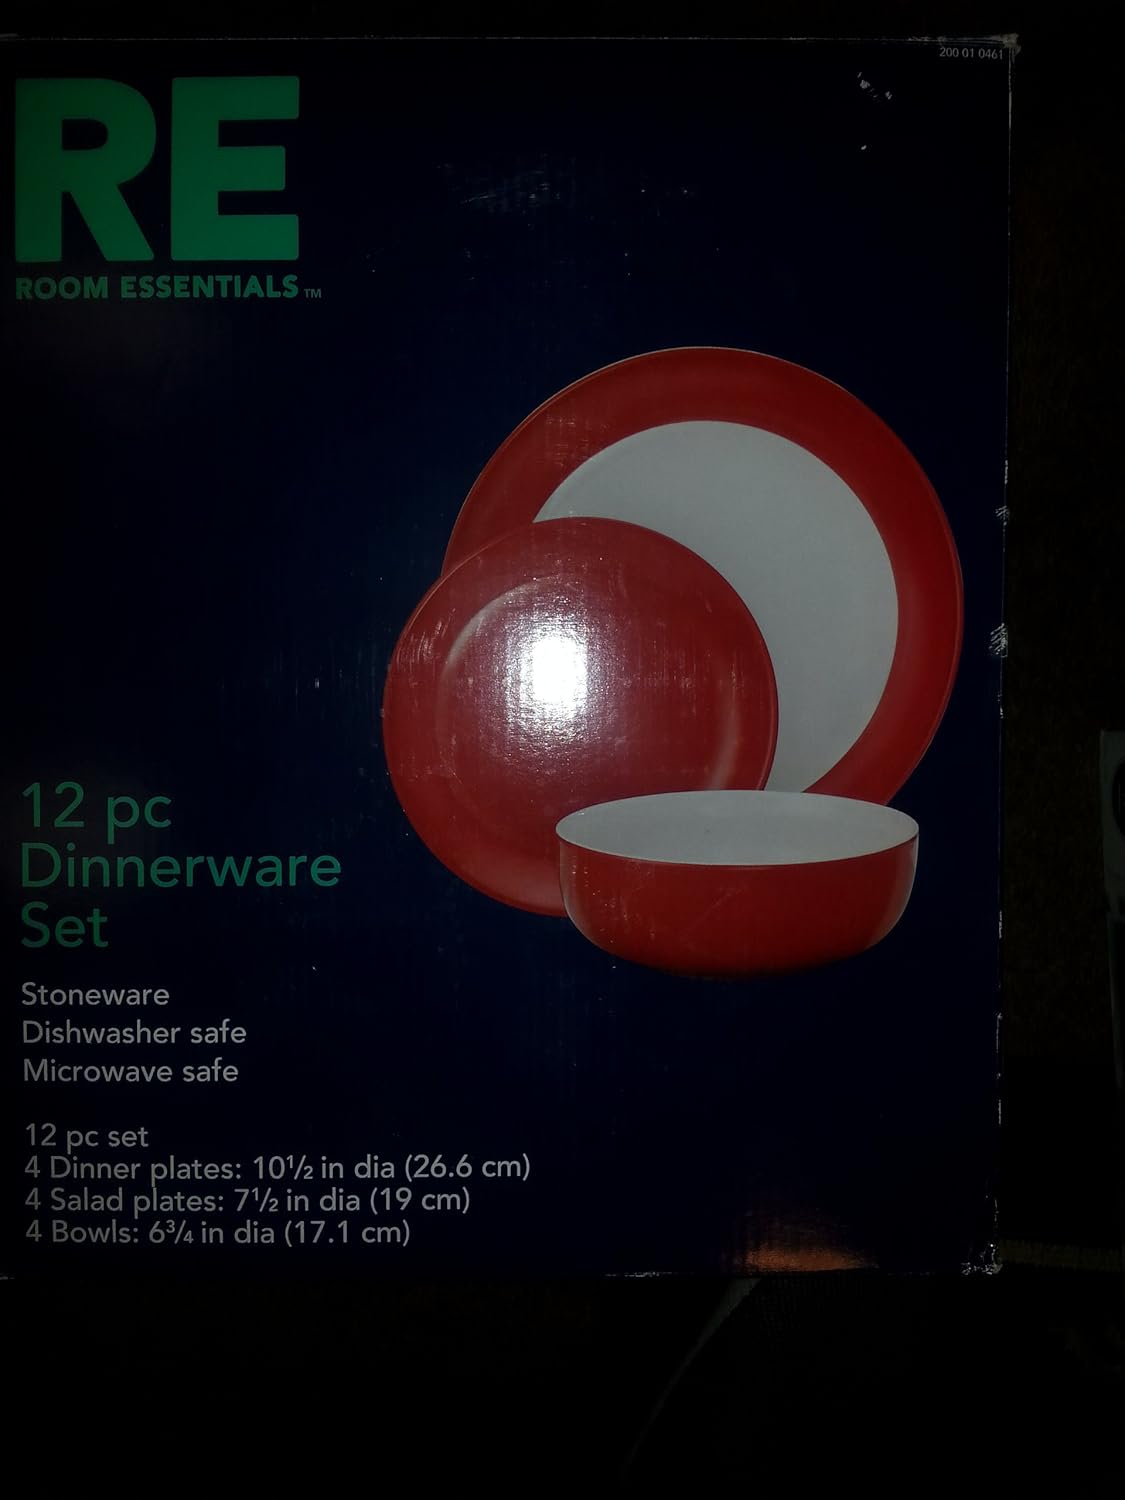 200 01 0461
RE
ROOM ESSENTIALS™
12 pc
Dinnerware
Set
Stoneware
Dishwasher safe
Microwave safe
12 pc set
4 Dinner plates: 10½ in dia (26.6 cm)
4 Salad plates: 7½ in dia (19 cm)
4 Bowls: 6¾ in dia (17.1 cm)